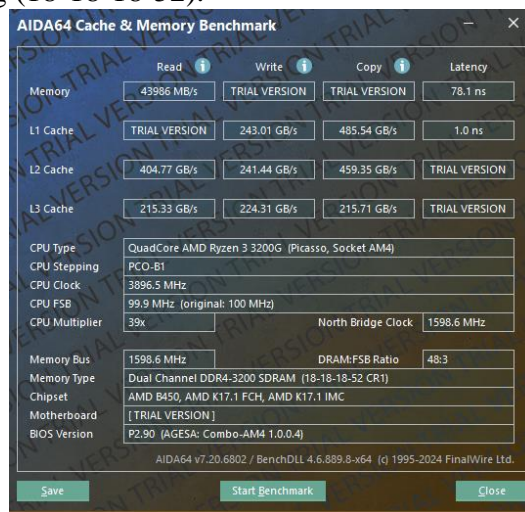 AIDA64 Cache & Memory Benchmark
Read Write Copy Latency
Memory 43986 MB/s TRIAL VERSION TRIAL VERSION 78.1 ns
L1 Cache TRIAL VERSION 243.01 GB/s 485.54 GB/s 1.0 ns
L2 Cache 404.77 GB/s 241.44 GB/s 459.35 GB/s TRIAL VERSION
L3 Cache 215.33 GB/s 224.31 GB/s 215.71 GB/s TRIAL VERSION
CPU Type QuadCore AMD Ryzen 3 3200G (Picasso, Socket AM4)
CPU Stepping PCO-B1
CPU Clock 3896.5 MHz
CPU FSB 99.9 MHz (original: 100 MHz)
CPU Multiplier 39x North Bridge Clock 1598.6 MHz
Memory Bus 1598.6 MHz DRAM:FSB Ratio 48:3
Memory Type Dual Channel DDR4-3200 SDRAM (18-18-18-52 CR1)
Chipset AMD B450, AMD K17.1 FCH, AMD K17.1 IMC
Motherboard [ TRIAL VERSION ]
BIOS Version P2.90 (AGESA: Combo-AM4 1.0.0.4)
AIDA64 v7.20.6802 / BenchDLL 4.6.889.8-x64 (c) 1995-2024 FinalWire Ltd.
Save Start Benchmark Close